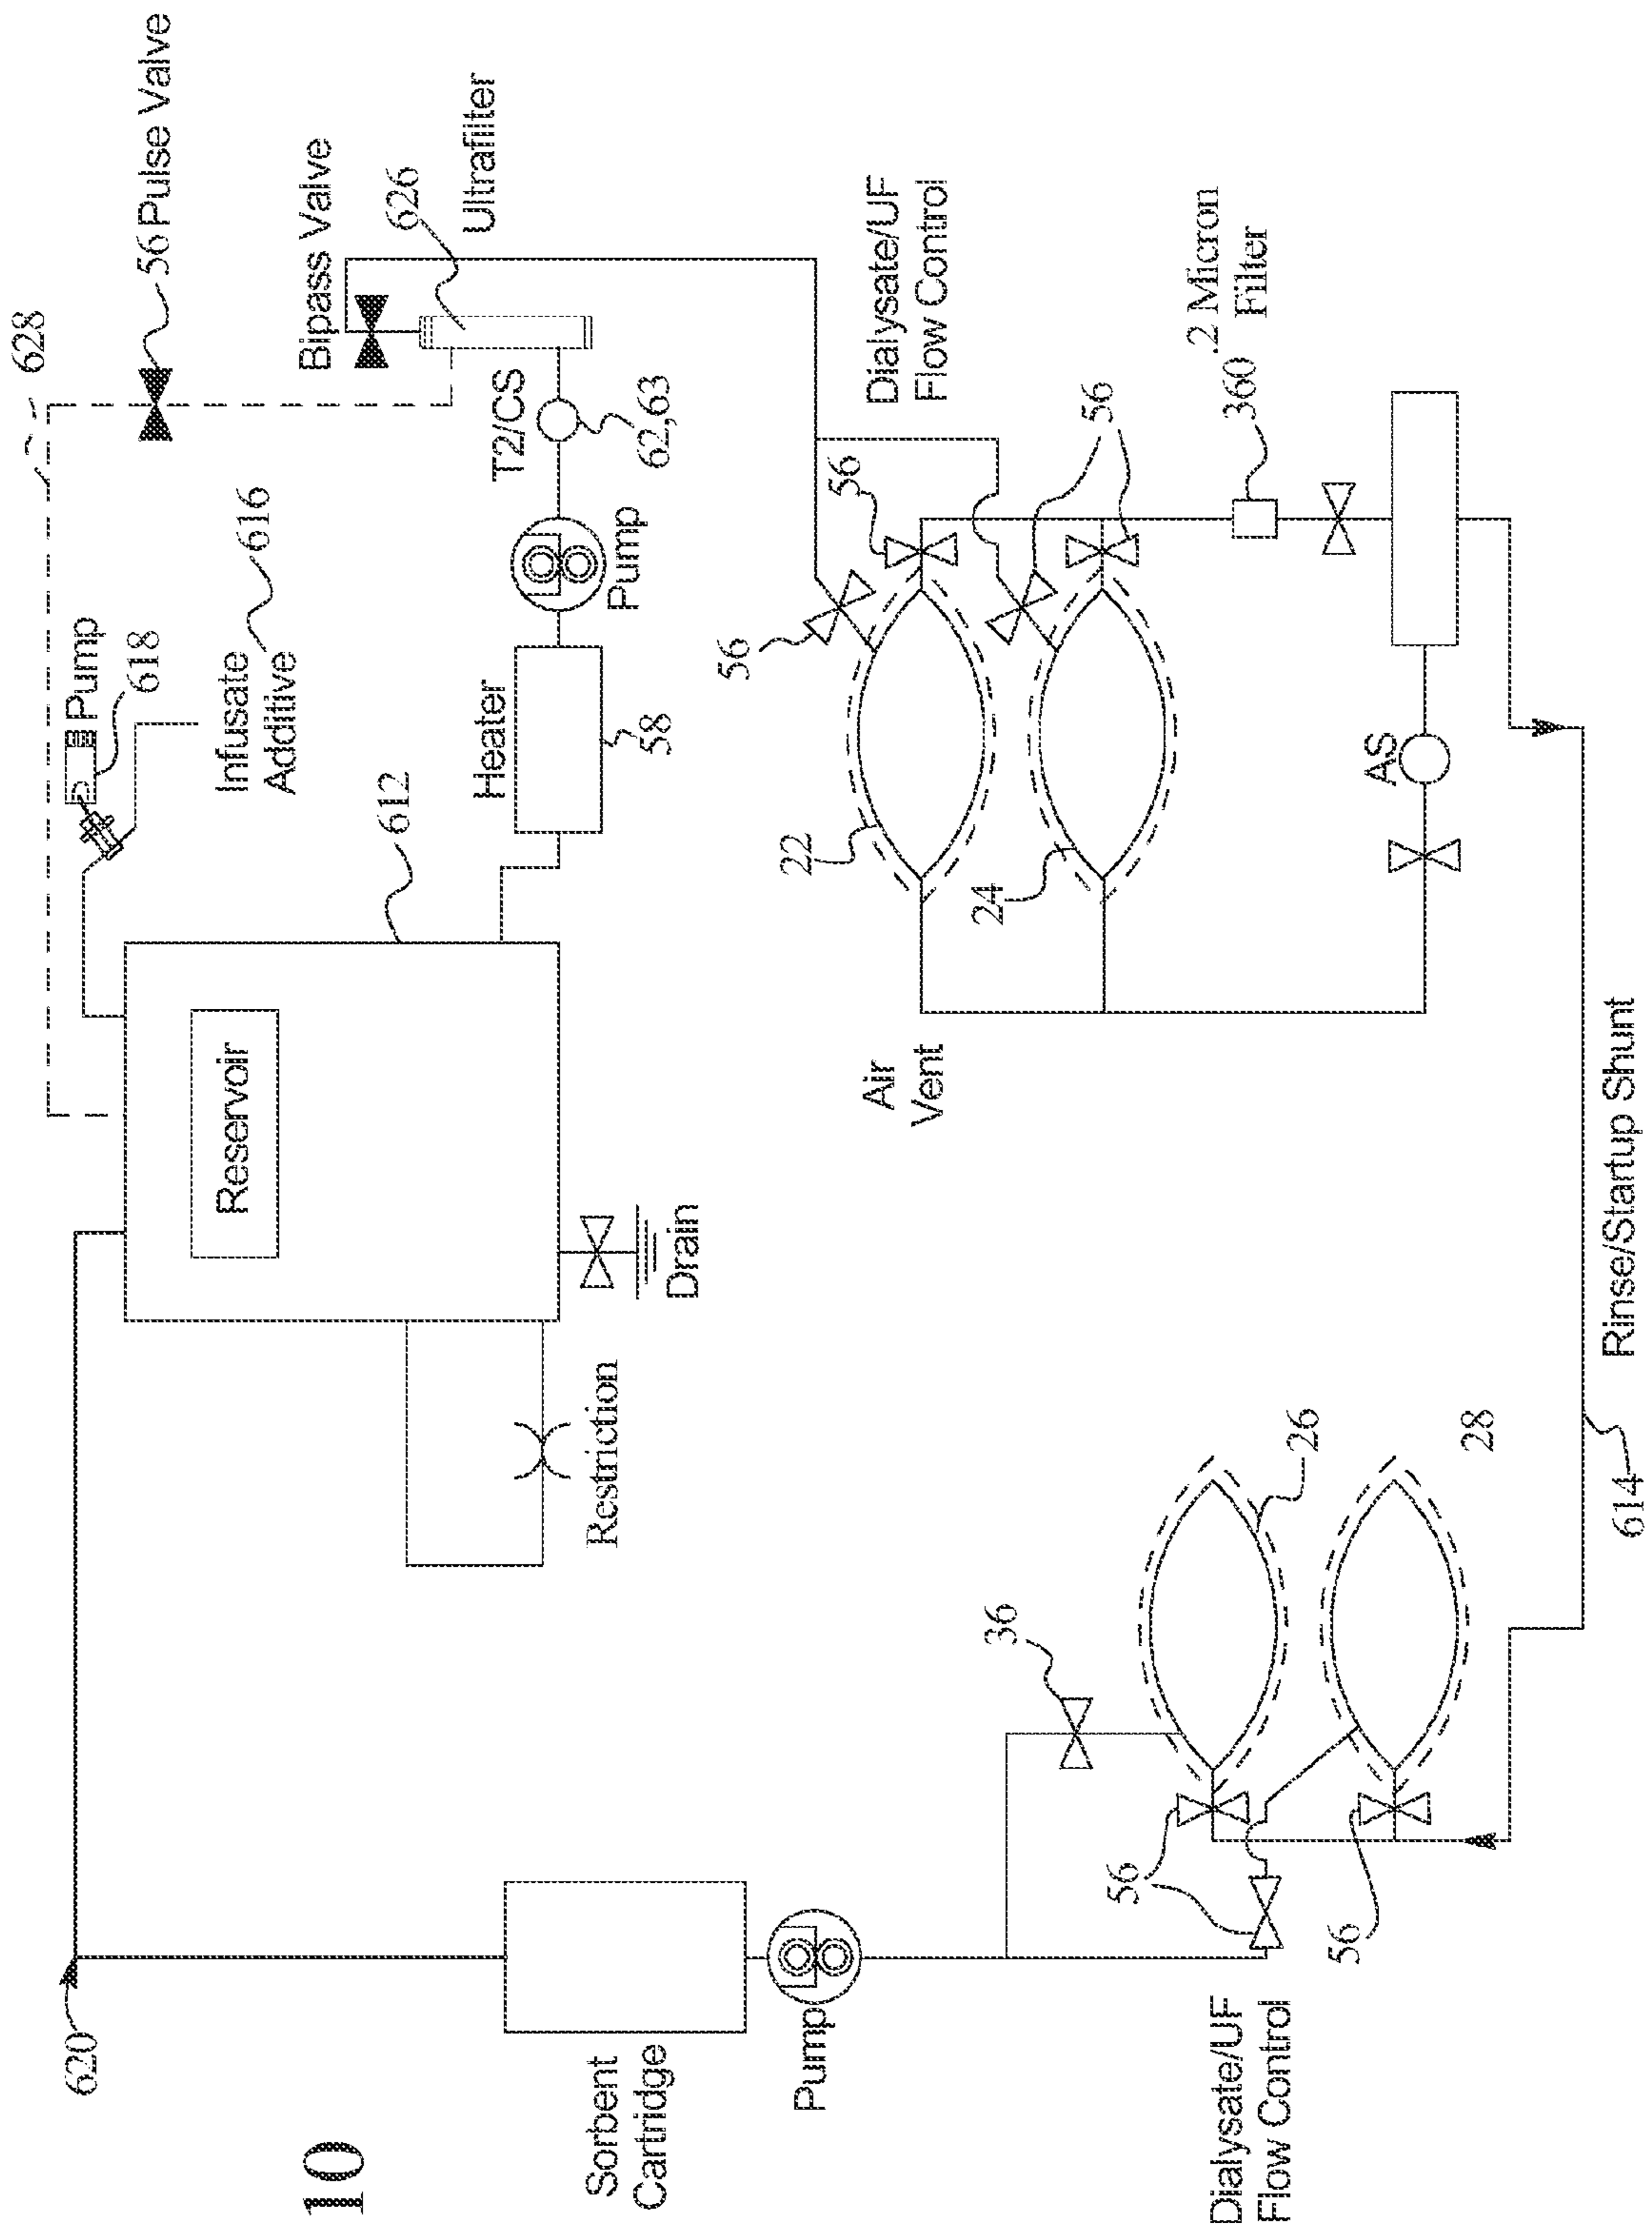 10
620
Sorbent
Cartridge
Pump
Dialysate/UF
Flow Control
56
56
36
26
28
614
Rinse/Startup Shunt
Restriction
Drain
Reservoir
612
Pump
618
Infusate
Additive
616
628
56 Pulse Valve
Bipass Valve
626
Ultrafilter
T2/CS
62,63
Pump
Heater
58
Dialysate/UF
Flow Control
56
56
56
22
24
Air
Vent
360
.2 Micron
Filter
AS